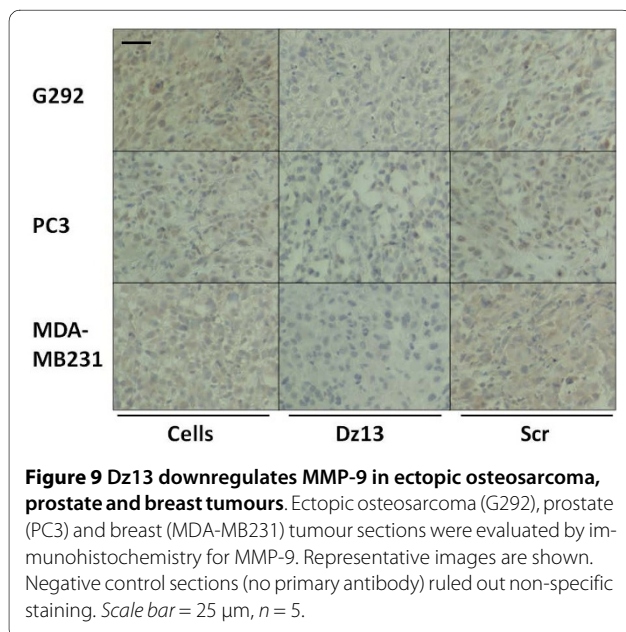 G292
PC3
MDA-
MB231
Cells Dz13 Scr
Figure 9 Dz13 downregulates MMP-9 in ectopic osteosarcoma,
prostate and breast tumours. Ectopic osteosarcoma (G292), prostate
(PC3) and breast (MDA-MB231) tumour sections were evaluated by im-
munohistochemistry for MMP-9. Representative images are shown.
Negative control sections (no primary antibody) ruled out non-specific
staining. Scale bar = 25 μm, n = 5.